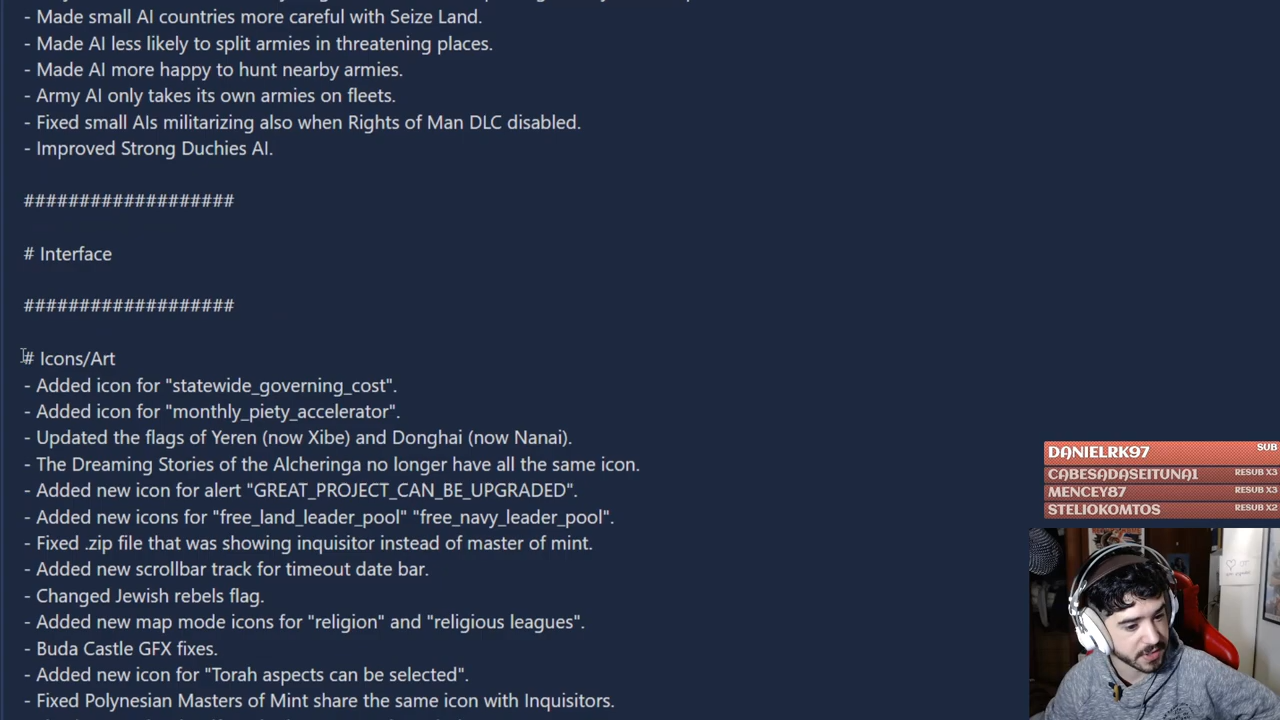 - Made small AI countries more careful with Seize Land.
- Made AI less likely to split armies in threatening places.
- Made AI more happy to hunt nearby armies.
- Army AI only takes its own armies on fleets.
- Fixed small AIs militarizing also when Rights of Man DLC disabled.
- Improved Strong Duchies AI.
###################
# Interface
###################
# Icons/Art
- Added icon for "statewide_governing_cost".
- Added icon for "monthly_piety_accelerator".
- Updated the flags of Yeren (now Xibe) and Donghai (now Nanai).
- The Dreaming Stories of the Alcheringa no longer have all the same icon.
- Added new icon for alert "GREAT_PROJECT_CAN_BE_UPGRADED".
- Added new icons for "free_land_leader_pool" "free_navy_leader_pool".
- Fixed .zip file that was showing inquisitor instead of master of mint.
- Added new scrollbar track for timeout date bar.
- Changed Jewish rebels flag.
- Added new map mode icons for "religion" and "religious leagues".
- Buda Castle GFX fixes.
- Added new icon for "Torah aspects can be selected".
- Fixed Polynesian Masters of Mint share the same icon with Inquisitors.
DANIELRK97 SUB
CABESADASEITUNA1 RESUB X3
MENCEY87 RESUB X3
STELIOKOMTOS RESUB X2